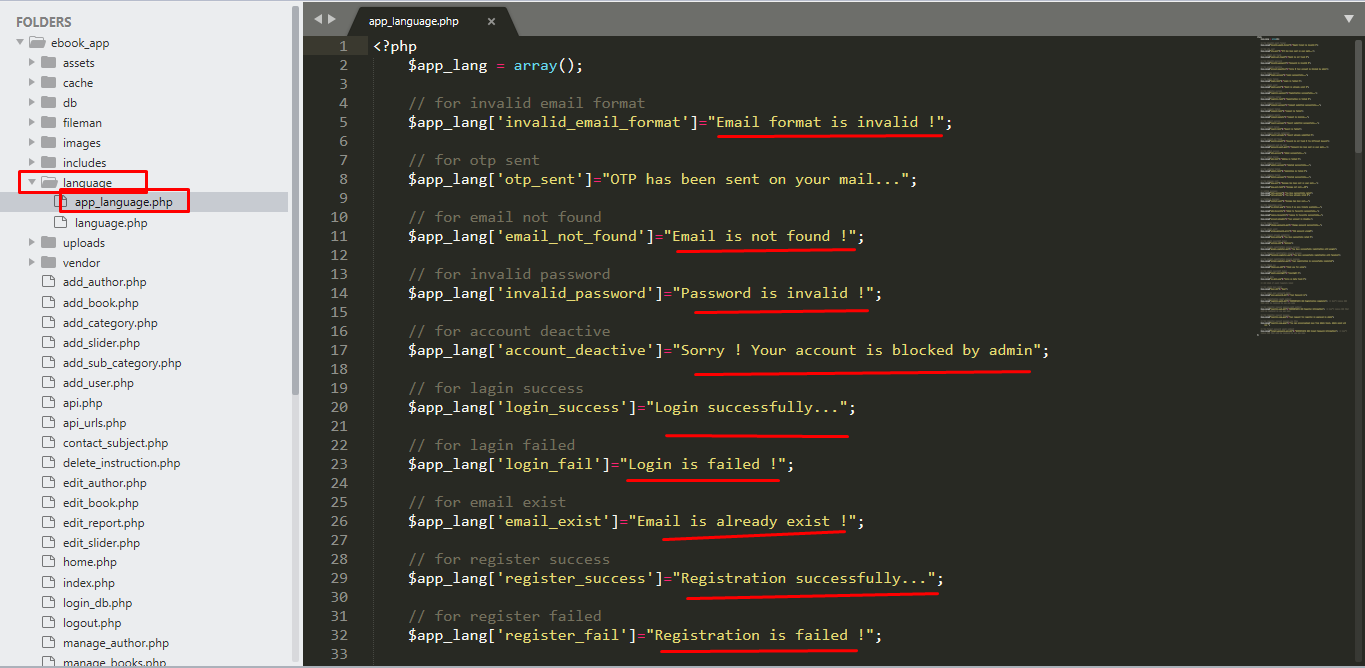 FOLDERS
ebook_app
assets
cache
db
fileman
images
includes
language
app_language.php
language.php
uploads
vendor
add_author.php
add_book.php
add_category.php
add_slider.php
add_sub_category.php
add_user.php
api.php
api_urls.php
contact_subject.php
delete_instruction.php
edit_author.php
edit_book.php
edit_report.php
edit_slider.php
home.php
index.php
login_db.php
logout.php
manage_author.php
manage_books.php
app_language.php ×
1 <?php
2 $app_lang = array();
3
4 // for invalid email format
5 $app_lang['invalid_email_format']="Email format is invalid !";
6
7 // for otp sent
8 $app_lang['otp_sent']="OTP has been sent on your mail...";
9
10 // for email not found
11 $app_lang['email_not_found']="Email is not found !";
12
13 // for invalid password
14 $app_lang['invalid_password']="Password is invalid !";
15
16 // for account deactive
17 $app_lang['account_deactive']="Sorry ! Your account is blocked by admin";
18
19 // for lagin success
20 $app_lang['login_success']="Login successfully...";
21
22 // for lagin failed
23 $app_lang['login_fail']="Login is failed !";
24
25 // for email exist
26 $app_lang['email_exist']="Email is already exist !";
27
28 // for register success
29 $app_lang['register_success']="Registration successfully...";
30
31 // for register failed
32 $app_lang['register_fail']="Registration is failed !";
33